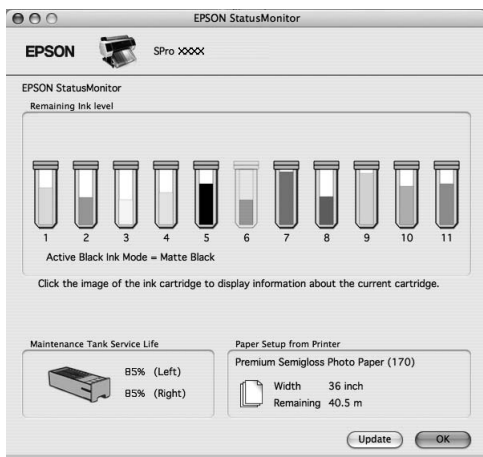 EPSON StatusMonitor
EPSON SPro XXXX
EPSON StatusMonitor
Remaining Ink level
1 2 3 4 5 6 7 8 9 10 11
Active Black Ink Mode = Matte Black
Click the image of the ink cartridge to display information about the current cartridge.
Maintenance Tank Service Life
85% (Left)
85% (Right)
Paper Setup from Printer
Premium Semigloss Photo Paper (170)
Width 36 inch
Remaining 40.5 m
Update OK